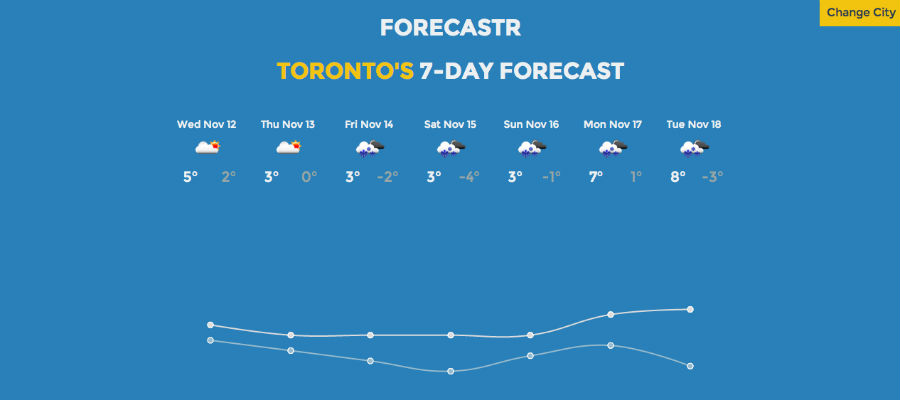 Change City
FORECASTR
TORONTO'S 7-DAY FORECAST
Wed Nov 12 Thu Nov 13 Fri Nov 14 Sat Nov 15 Sun Nov 16 Mon Nov 17 Tue Nov 18
5° 2° 3° 0° 3° -2° 3° -4° 3° -1° 7° 1° 8° -3°